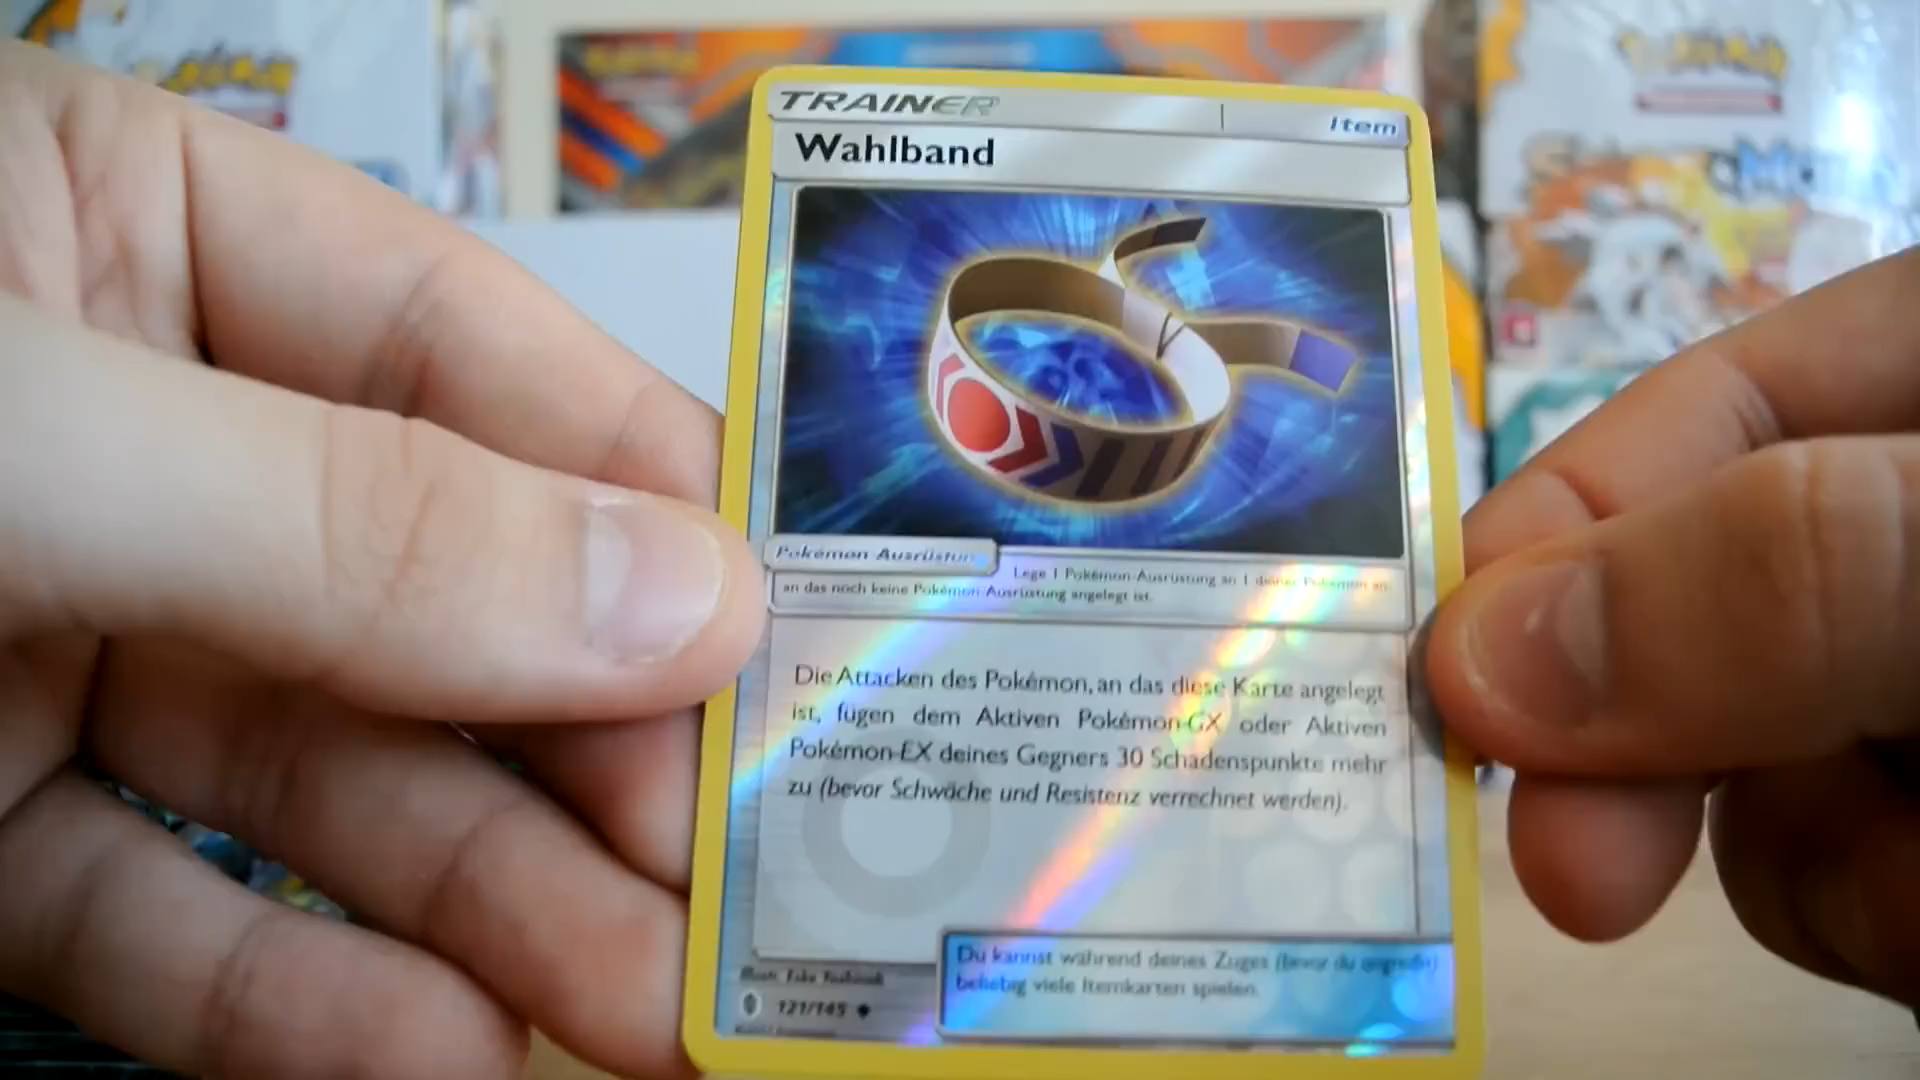 TRAINER
Item
Wahlband
Pokémon Ausrüstung
Lege 1 Pokémon-Ausrüstung an 1 deiner Pokémon an,
an das noch keine Pokémon-Ausrüstung angelegt ist.
Die Attacken des Pokémon, an das diese Karte angelegt
ist, fügen dem Aktiven Pokémon-GX oder Aktiven
Pokémon-EX deines Gegners 30 Schadenspunkte mehr
zu (bevor Schwäche und Resistenz verrechnet werden).
Du kannst während deines Zuges (bevor du angreifst)
beliebig viele Itemkarten spielen.
121/145